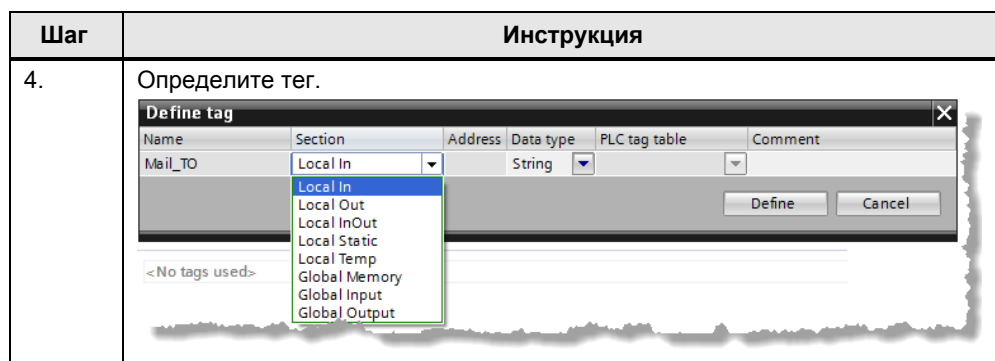 Шаг Инструкция
4. Определите тег.
Define tag
Name Section Address Data type PLC tag table Comment
Mail_TO Local In String
Local In
Local Out
Local InOut
Local Static
Local Temp
Global Memory
Global Input
Global Output
Define Cancel
<No tags used>